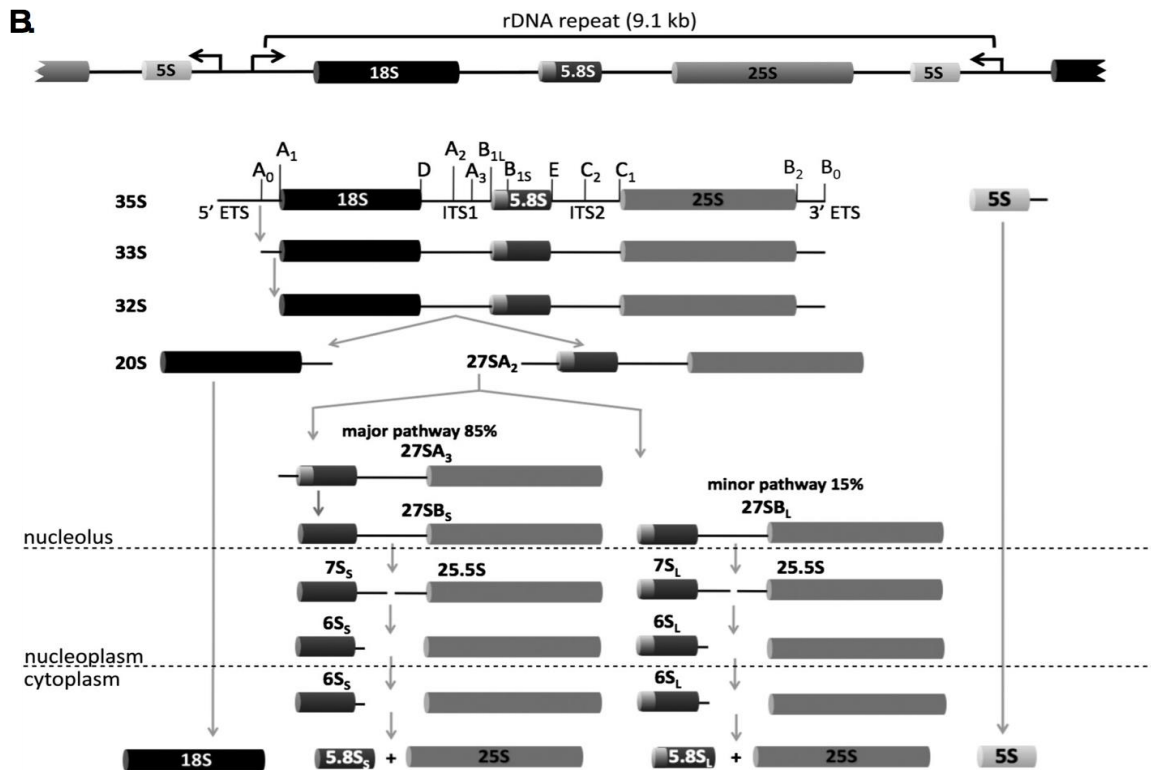 B.
rDNA repeat (9.1 kb)
5S 18S 5.8S 25S 5S
A₀ A₁ D A₂ A₃ B₁L B₁S E C₂ C₁ B₂ B₀
35S 18S 5.8S 25S 5S
5’ ETS ITS1 ITS2 3’ ETS
33S
32S
20S 27SA₂
major pathway 85%
27SA₃
minor pathway 15%
27SBS 27SBL
nucleolus
7SS 25.5S 7SL 25.5S
6SS 6SL
nucleoplasm
cytoplasm
6SS 6SL
18S 5.8SS + 25S 5.8SL + 25S 5S